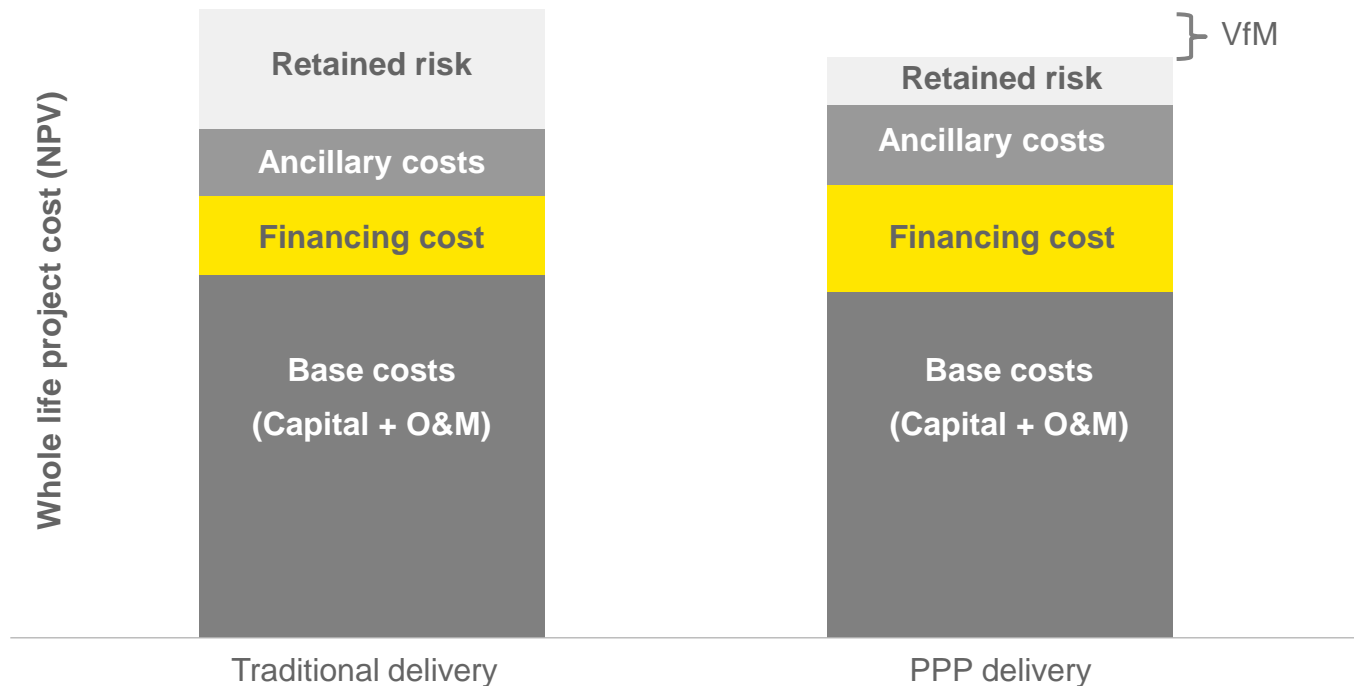 Whole life project cost (NPV)
Retained risk
Ancillary costs
Financing cost
Base costs
(Capital + O&M)
Traditional delivery
VfM
Retained risk
Ancillary costs
Financing cost
Base costs
(Capital + O&M)
PPP delivery